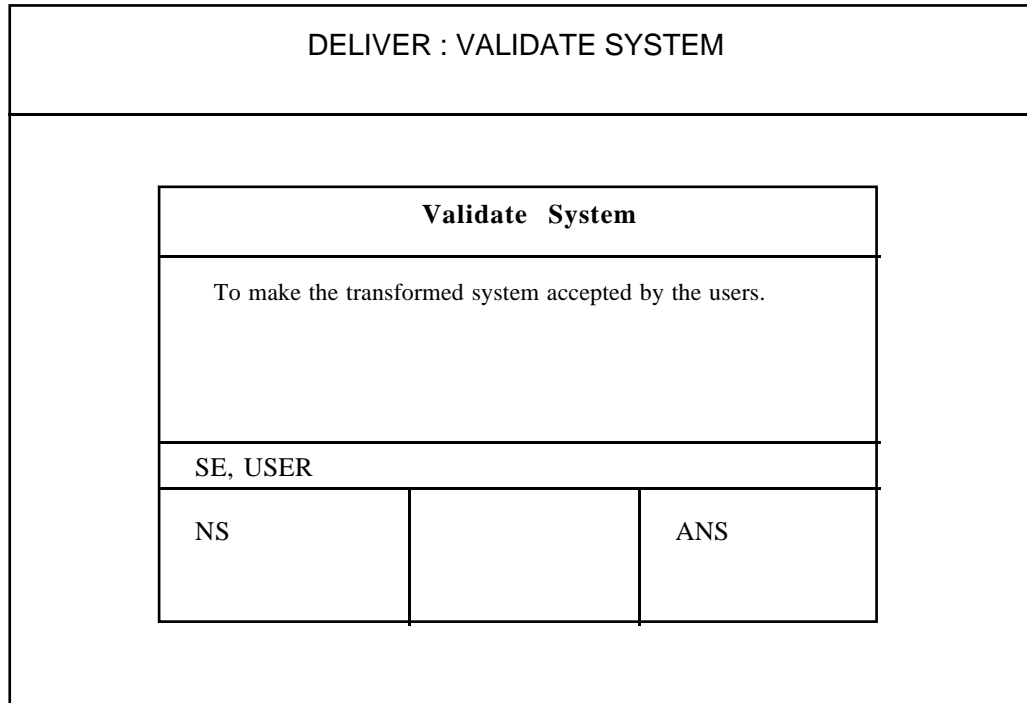 DELIVER : VALIDATE SYSTEM
Validate System
To make the transformed system accepted by the users.
SE, USER
NS
ANS